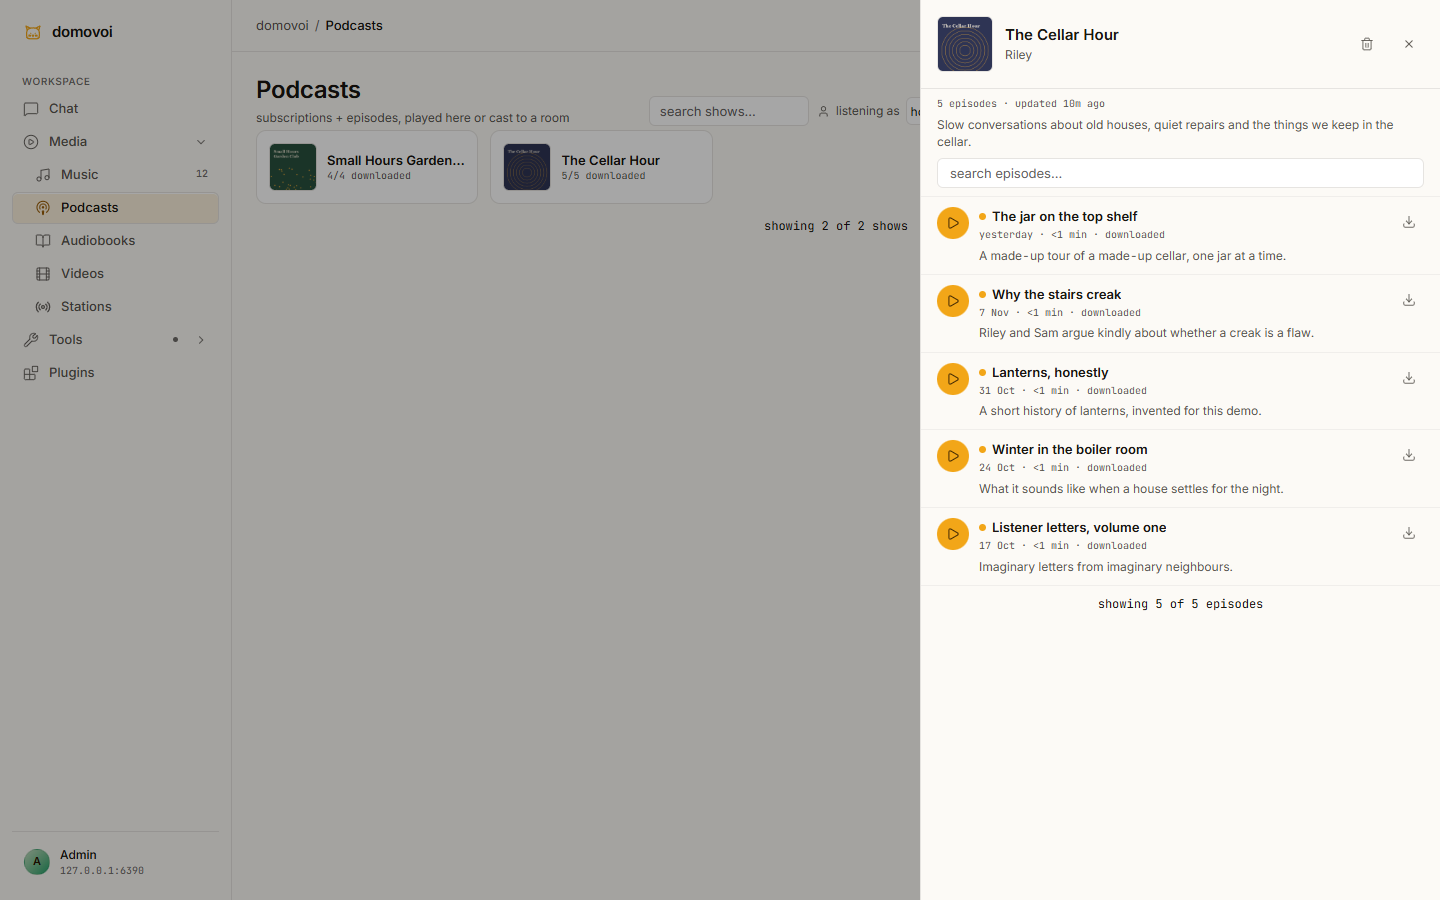 domovoi
WORKSPACE
Chat
Media
Music 12
Podcasts
Audiobooks
Videos
Stations
Tools
Plugins
A Admin
127.0.0.1:6390
domovoi / Podcasts
Podcasts
subscriptions + episodes, played here or cast to a room
search shows...
listening as
Small Hours Garden...
4/4 downloaded
The Cellar Hour
The Cellar Hour
5/5 downloaded
showing 2 of 2 shows
The Cellar Hour
The Cellar Hour
Riley
5 episodes · updated 10m ago
Slow conversations about old houses, quiet repairs and the things we keep in the
cellar.
search episodes...
The jar on the top shelf
yesterday · <1 min · downloaded
A made-up tour of a made-up cellar, one jar at a time.
Why the stairs creak
7 Nov · <1 min · downloaded
Riley and Sam argue kindly about whether a creak is a flaw.
Lanterns, honestly
31 Oct · <1 min · downloaded
A short history of lanterns, invented for this demo.
Winter in the boiler room
24 Oct · <1 min · downloaded
What it sounds like when a house settles for the night.
Listener letters, volume one
17 Oct · <1 min · downloaded
Imaginary letters from imaginary neighbours.
showing 5 of 5 episodes